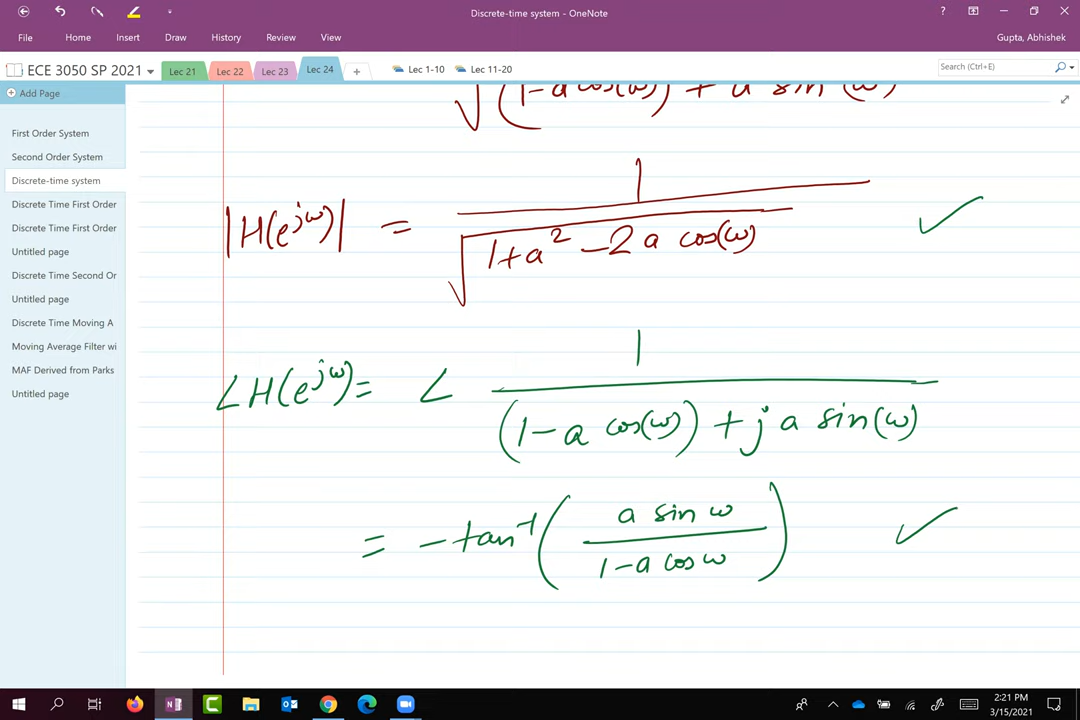 Discrete-time system - OneNote
Gupta, Abhishek
File Home Insert Draw History Review View
ECE 3050 SP 2021
Lec 21
Lec 22
Lec 23
Lec 24
Lec 1-10
Lec 11-20
Search (Ctrl+E)
Add Page
First Order System
Second Order System
Discrete-time system
Discrete Time First Order
Discrete Time First Order
Untitled page
Discrete Time Second Or
Untitled page
Discrete Time Moving A
Moving Average Filter wi
MAF Derived from Parks
Untitled page
√(1-a cos(ω)) + a sin (ω)
|H(e^{jω})| = 1 / √(1+a² - 2a cos(ω)) ✓
∠H(e^{jω}) = ∠ 1 / ((1-a cos(ω)) + j a sin(ω))
= -tan⁻¹(a sin ω / 1-a cos ω) ✓
2:21 PM
3/15/2021